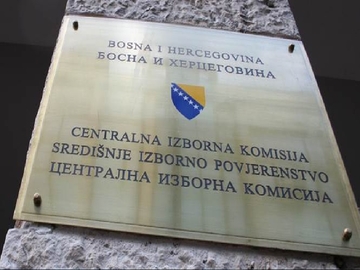 BOSNA I HERCEGOVINA
БОСНА И ХЕРЦЕГОВИНА
CENTRALNA IZBORNA KOMISIJA
SREDIŠNJE IZBORNO POVJERENSTVO
ЦЕНТРАЛНА ИЗБОРНА КОМИСИЈА